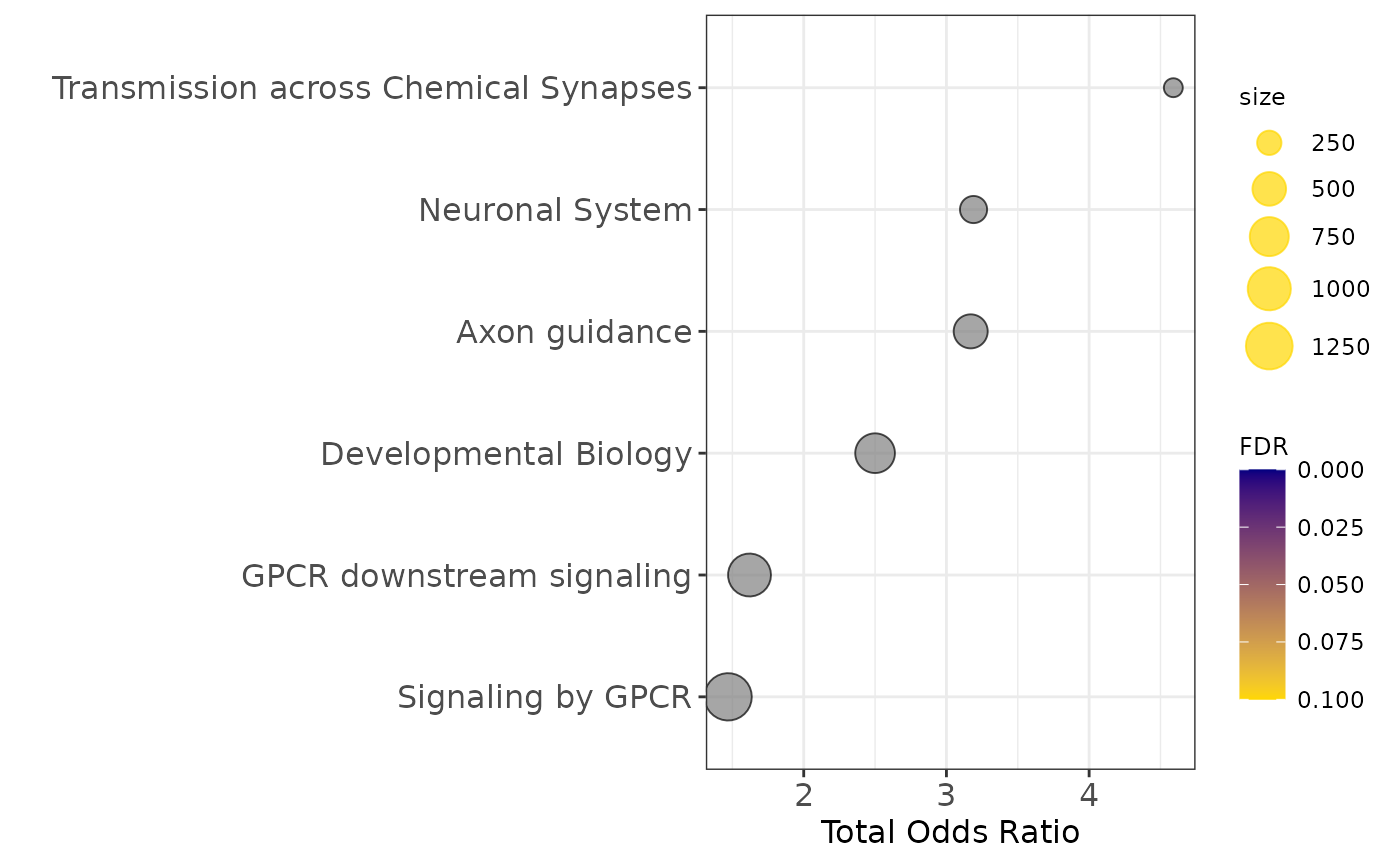 Transmission across Chemical Synapses
Neuronal System
Axon guidance
Developmental Biology
GPCR downstream signaling
Signaling by GPCR
2
3
4
Total Odds Ratio
size
250
500
750
1000
1250
FDR
0.000
0.025
0.050
0.075
0.100